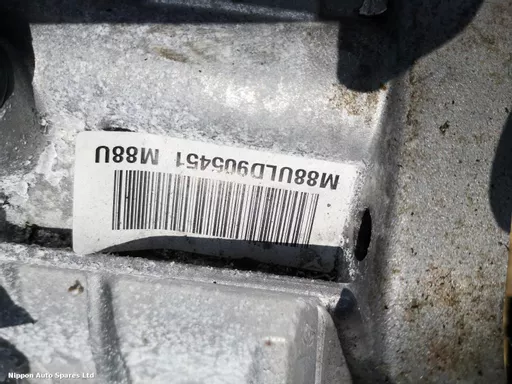 M88ULD905451 M88U
Nippon Auto Spares Ltd